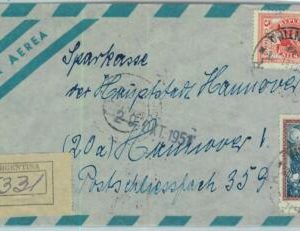 AEREA
Sparkasse
der Hauptstadt Hannover
(20a) Hannover 1.
Postschliessfach 359
ARGENTINA
331